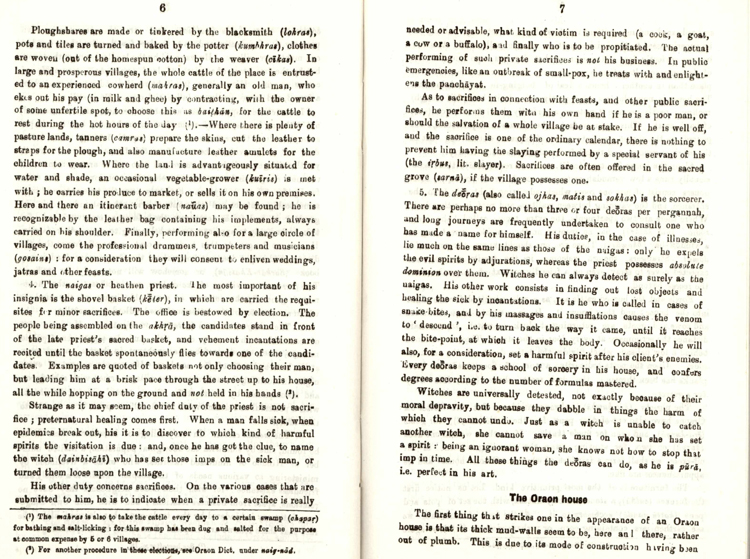 6
Ploughshares are made or tinkered by the blacksmith (lohras),
pots and tiles are turned and baked by the potter (kumbhras), clothes
are woven (out of the homespun cotton) by the weaver (cīkas). In
large and prosperous villages, the whole cattle of the place is entrust-
ed to an experienced cowherd (mahras), generally an old man, who
ekes out his pay (in milk and ghee) by contracting, with the owner
of some unfertile spot, to choose this as baiṭhān, for the cattle to
rest during the hot hours of the day (¹).—Where there is plenty of
pasture lands, tanners (camras) prepare the skins, cut the leather to
straps for the plough, and also manufacture leather amulets for the
children to wear. Where the land is advantageously situated for
water and shade, an occasional vegetable-grower (kuṅris) is met
with ; he carries his produce to market, or sells it on his own premises.
Here and there an itinerant barber (naūas) may be found ; he is
recognizable by the leather bag containing his implements, always
carried on his shoulder. Finally, performing also for a large circle of
villages, come the professional drummers, trumpeters and musicians
(gosains) : for a consideration they will consent to enliven weddings,
jatras and other feasts.
4. The naigas or heathen priest. The most important of his
insignia is the shovel basket (kẽter), in which are carried the requi-
sites for minor sacrifices. The office is bestowed by election. The
people being assembled on the akhṛā, the candidates stand in front
of the late priest's sacred basket, and vehement incantations are
recited until the basket spontaneously flies towards one of the candi-
dates. Examples are quoted of baskets not only choosing their man,
but leading him at a brisk pace through the street up to his house,
all the while hopping on the ground and not held in his hands (²).
Strange as it may seem, the chief duty of the priest is not sacri-
fice ; preternatural healing comes first. When a man falls sick, when
epidemics break out, his it is to discover to which kind of harmful
spirits the visitation is due : and, once he has got the clue, to name
the witch (dainbisāhī) who has set those imps on the sick man, or
turned them loose upon the village.
His other duty concerns sacrifices. On the various cases that are
submitted to him, he is to indicate when a private sacrifice is really
(¹) The mahras is also to take the cattle every day to a certain swamp (chapar)
for bathing and salt-licking : for this swamp has been dug and salted for the purpose
at common expense by 5 or 6 villages.
(²) For another procedure in these elections, see Oraon Dict. under naig-
7
needed or advisable, what kind of victim is required (a cock, a goat,
a cow or a buffalo), and finally who is to be propitiated. The actual
performing of such private sacrifices is not his business. In public
emergencies, like an outbreak of small-pox, he treats with and enlight-
ens the panchāyat.
As to sacrifices in connection with feasts, and other public sacri-
fices, he performs them with his own hand if he is a poor man, or
should the salvation of a whole village be at stake. If he is well off,
and the sacrifice is one of the ordinary calendar, there is nothing to
prevent him having the slaying performed by a special servant of his
(the irbus, lit. slayer). Sacrifices are often offered in the sacred
grove (sarnā), if the village possesses one.
5. The deõras (also called ojhas, matis and sokhas) is the sorcerer.
There are perhaps no more than three or four deõras per pergannah,
and long journeys are frequently undertaken to consult one who
has made a name for himself. His duties, in the case of illnesses,
lie much on the same lines as those of the naigas : only he expels
the evil spirits by adjurations, whereas the priest possesses absolute
dominion over them. Witches he can always detect as surely as the
naigas. His other work consists in finding out lost objects and
healing the sick by incantations. It is he who is called in cases of
snake-bites, and by his massages and insufflations causes the venom
to ‘ descend ’, i.e. to turn back the way it came, until it reaches
the bite-point, at which it leaves the body. Occasionally he will
also, for a consideration, set a harmful spirit after his client's enemies.
Every deõras keeps a school of sorcery in his house, and confers
degrees according to the number of formulas mastered.
Witches are universally detested, not exactly because of their
moral depravity, but because they dabble in things the harm of
which they cannot undo. Just as a witch is unable to catch
another witch, she cannot save a man on whom she has set
a spirit : being an ignorant woman, she knows not how to stop that
imp in time. All these things the deõras can do, as he is pūrā,
i.e. perfect in his art.
The Oraon house
The first thing that strikes one in the appearance of an Oraon
house is that its thick mud-walls seem to be, here and there, rather
out of plumb. This is due to its mode of construction having been